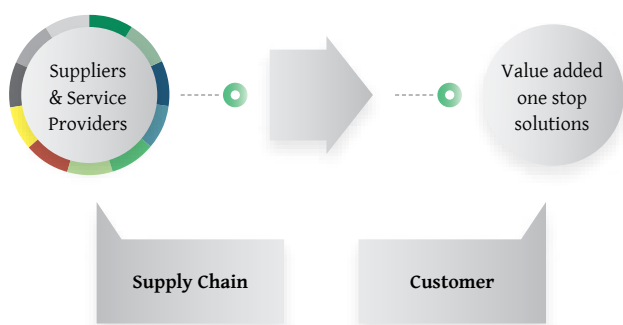 Suppliers
& Service
Providers
Value added
one stop
solutions
Supply Chain
Customer